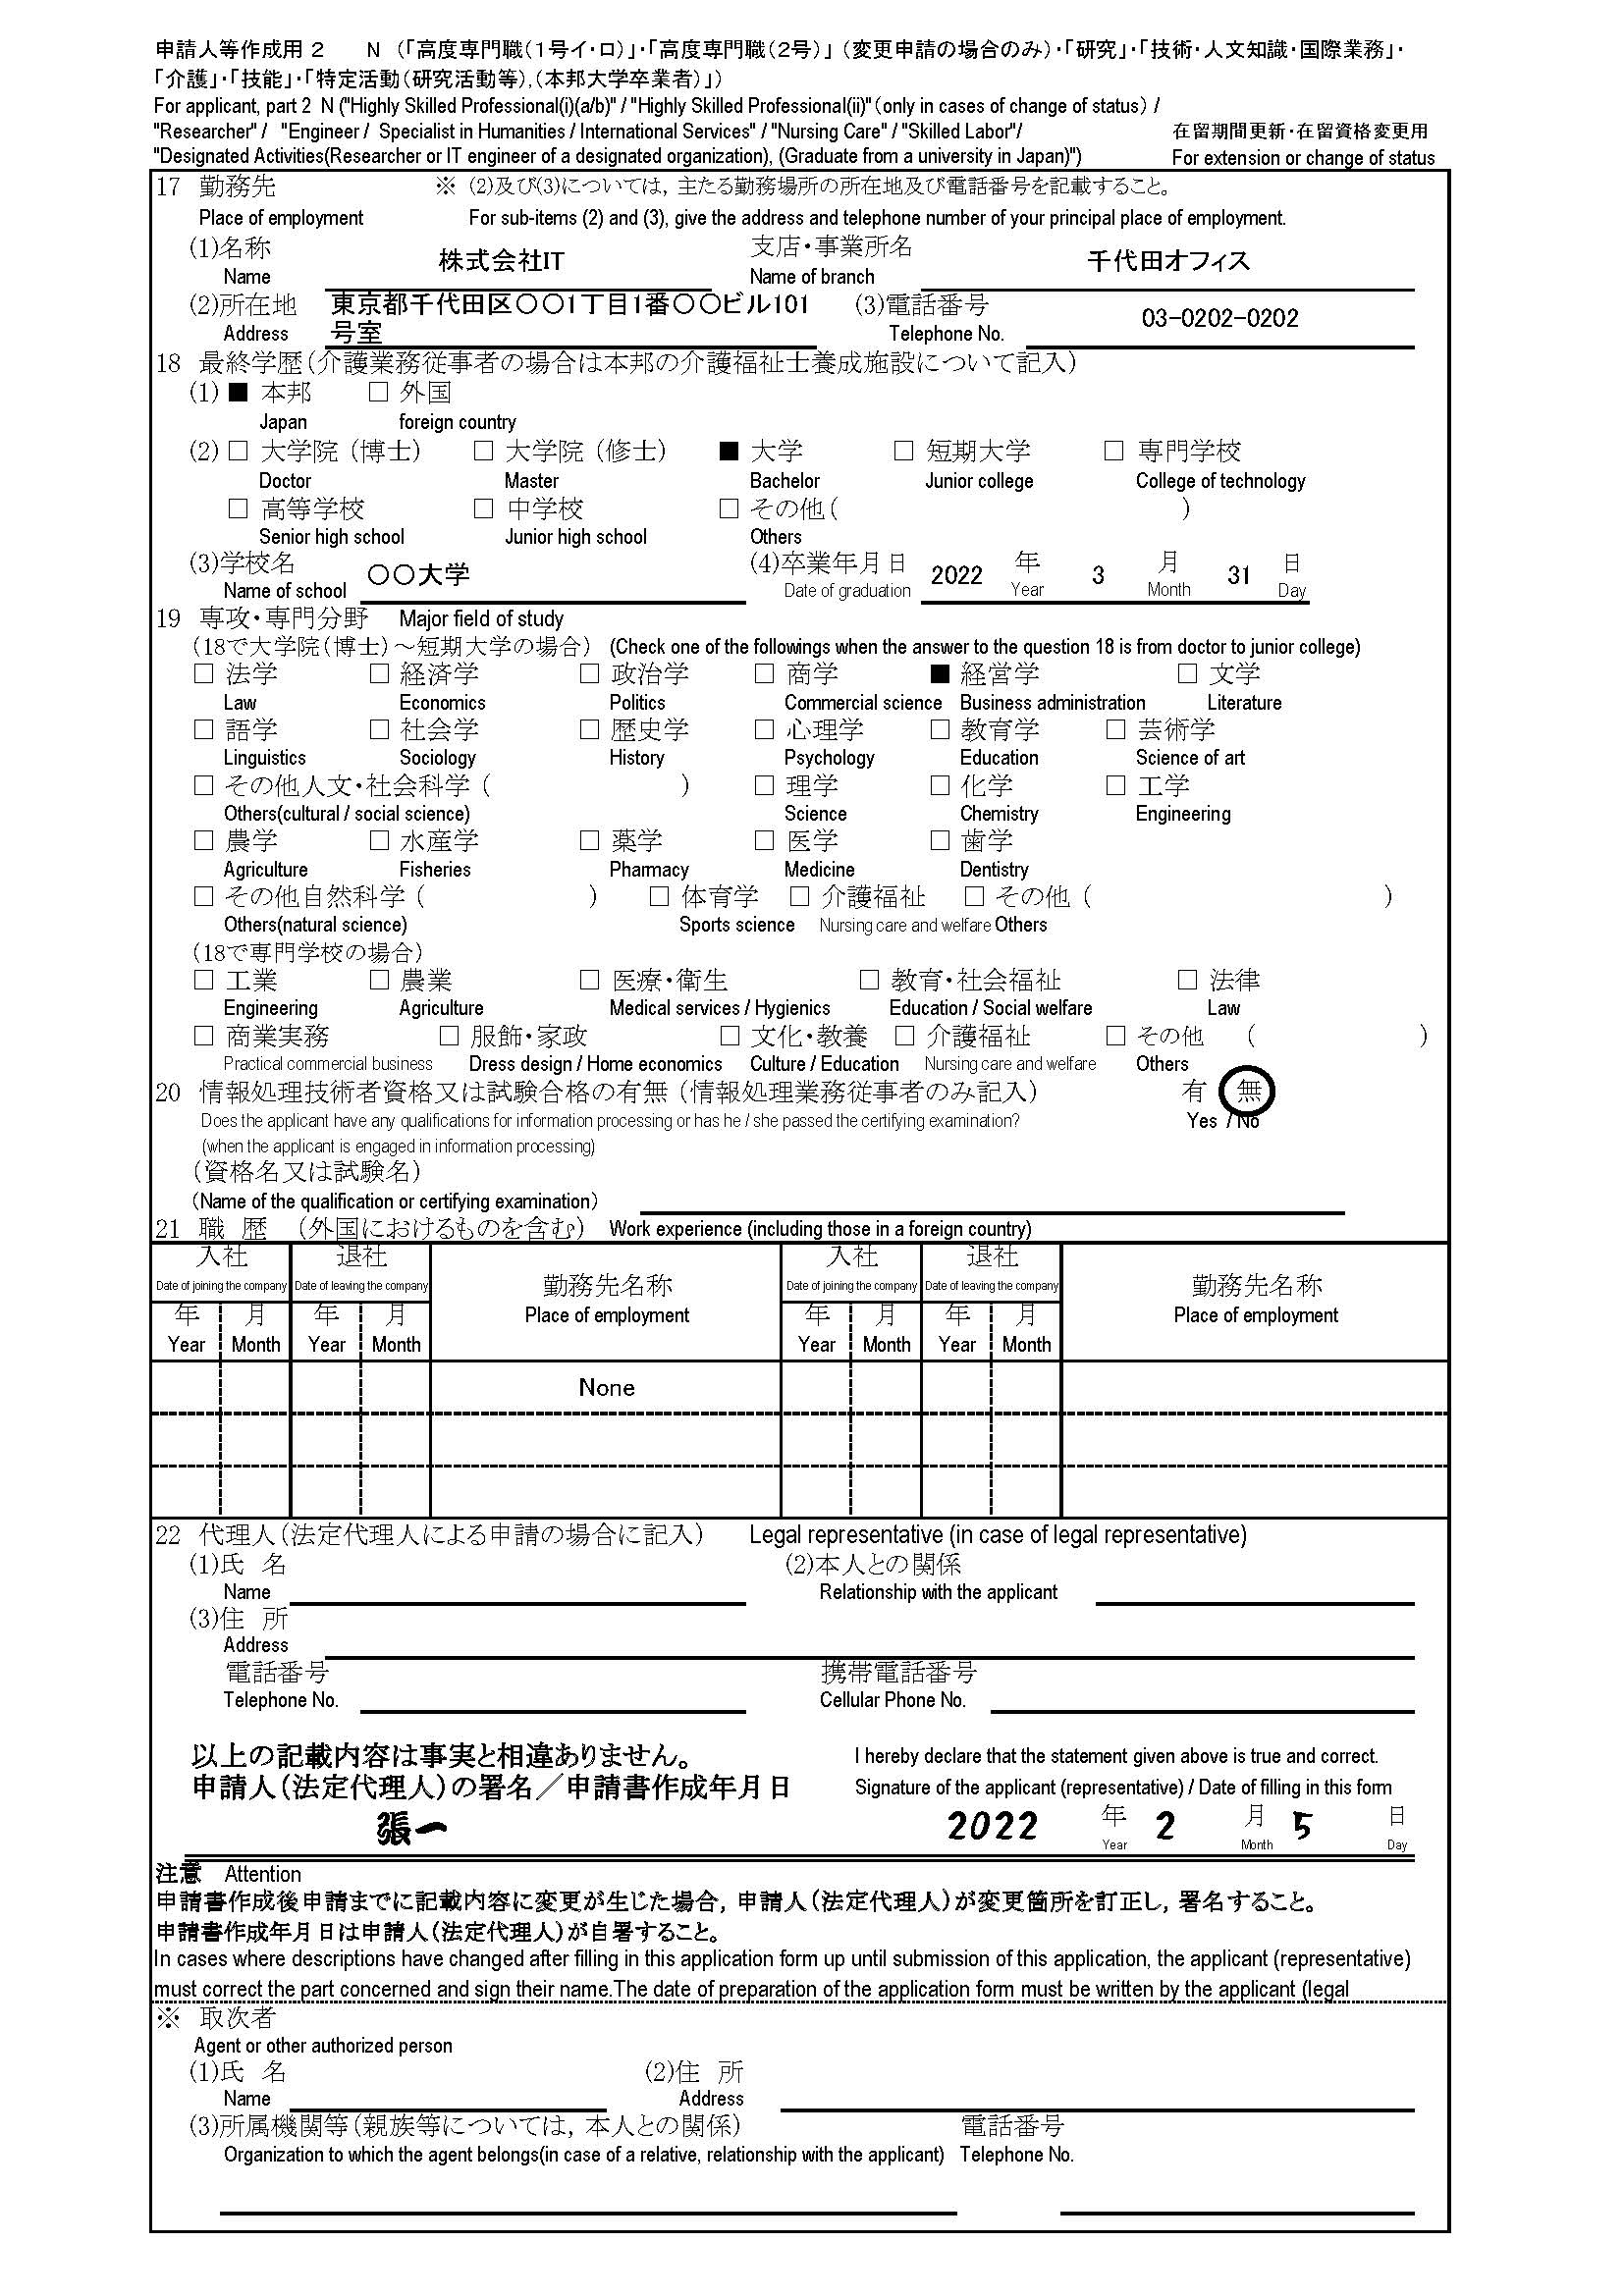 申請人等作成用２　　N　（「高度専門職（１号イ・ロ）」・「高度専門職（２号）」（変更申請の場合のみ）・「研究」・「技術・人文知識・国際業務」・
「介護」・「技能」・「特定活動（研究活動等），（本邦大学卒業者）」）
For applicant, part 2 N ("Highly Skilled Professional(i)(a/b)" / "Highly Skilled Professional(ii)"（only in cases of change of status） /
"Researcher" / "Engineer / Specialist in Humanities / International Services" / "Nursing Care" / "Skilled Labor"/　在留期間更新・在留資格変更用
"Designated Activities(Researcher or IT engineer of a designated organization), (Graduate from a university in Japan)")　For extension or change of status
17　勤務先　※ (2)及び(3)については，主たる勤務場所の所在地及び電話番号を記載すること。
Place of employment　For sub-items (2) and (3), give the address and telephone number of your principal place of employment.
(1)名称　株式会社IT　支店・事業所名　千代田オフィス
Name　Name of branch
(2)所在地　東京都千代田区〇〇1丁目1番〇〇ビル101　(3)電話番号　03-0202-0202
Address　号室　Telephone No.
18　最終学歴（介護業務従事者の場合は本邦の介護福祉士養成施設について記入）
(1) ■ 本邦　□ 外国
Japan　foreign country
(2) □ 大学院（博士）　□ 大学院（修士）　■ 大学　□ 短期大学　□ 専門学校
Doctor　Master　Bachelor　Junior college　College of technology
□ 高等学校　□ 中学校　□ その他（　）
Senior high school　Junior high school　Others
(3)学校名　〇〇大学　(4)卒業年月日　2022　年　3　月　31　日
Name of school　Date of graduation　Year　Month　Day
19　専攻・専門分野　Major field of study
（18で大学院（博士）～短期大学の場合）　(Check one of the followings when the answer to the question 18 is from doctor to junior college)
□ 法学　□ 経済学　□ 政治学　□ 商学　■ 経営学　□ 文学
Law　Economics　Politics　Commercial science　Business administration　Literature
□ 語学　□ 社会学　□ 歴史学　□ 心理学　□ 教育学　□ 芸術学
Linguistics　Sociology　History　Psychology　Education　Science of art
□ その他人文・社会科学（　）　□ 理学　□ 化学　□ 工学
Others(cultural / social science)　Science　Chemistry　Engineering
□ 農学　□ 水産学　□ 薬学　□ 医学　□ 歯学
Agriculture　Fisheries　Pharmacy　Medicine　Dentistry
□ その他自然科学（　）　□ 体育学　□ 介護福祉　□ その他（　）
Others(natural science)　Sports science　Nursing care and welfare　Others
（18で専門学校の場合）
□ 工業　□ 農業　□ 医療・衛生　□ 教育・社会福祉　□ 法律
Engineering　Agriculture　Medical services / Hygienics　Education / Social welfare　Law
□ 商業実務　□ 服飾・家政　□ 文化・教養　□ 介護福祉　□ その他　（　）
Practical commercial business　Dress design / Home economics　Culture / Education　Nursing care and welfare　Others
20　情報処理技術者資格又は試験合格の有無（情報処理業務従事者のみ記入）　有　無
Does the applicant have any qualifications for information processing or has he / she passed the certifying examination?　Yes / No
(when the applicant is engaged in information processing)
（資格名又は試験名）
(Name of the qualification or certifying examination)
21　職　歴　（外国におけるものを含む）　Work experience (including those in a foreign country)
入社　退社　入社　退社
Date of joining the company　Date of leaving the company　勤務先名称　Date of joining the company　Date of leaving the company　勤務先名称
年　月　年　月　Place of employment　年　月　年　月　Place of employment
Year　Month　Year　Month　Year　Month　Year　Month
None
22　代理人（法定代理人による申請の場合に記入）　Legal representative (in case of legal representative)
(1)氏　名　(2)本人との関係
Name　Relationship with the applicant
(3)住　所
Address
電話番号　携帯電話番号
Telephone No.　Cellular Phone No.
以上の記載内容は事実と相違ありません。　I hereby declare that the statement given above is true and correct.
申請人（法定代理人）の署名／申請書作成年月日　Signature of the applicant (representative) / Date of filling in this form
張一　2022　年　2　月　5　日
Year　Month　Day
注意　Attention
申請書作成後申請までに記載内容に変更が生じた場合，申請人（法定代理人）が変更箇所を訂正し，署名すること。
申請書作成年月日は申請人（法定代理人）が自署すること。
In cases where descriptions have changed after filling in this application form up until submission of this application, the applicant (representative)
must correct the part concerned and sign their name.The date of preparation of the application form must be written by the applicant (legal
※　取次者
Agent or other authorized person
(1)氏　名　(2)住　所
Name　Address
(3)所属機関等（親族等については，本人との関係）　電話番号
Organization to which the agent belongs(in case of a relative, relationship with the applicant)　Telephone No.